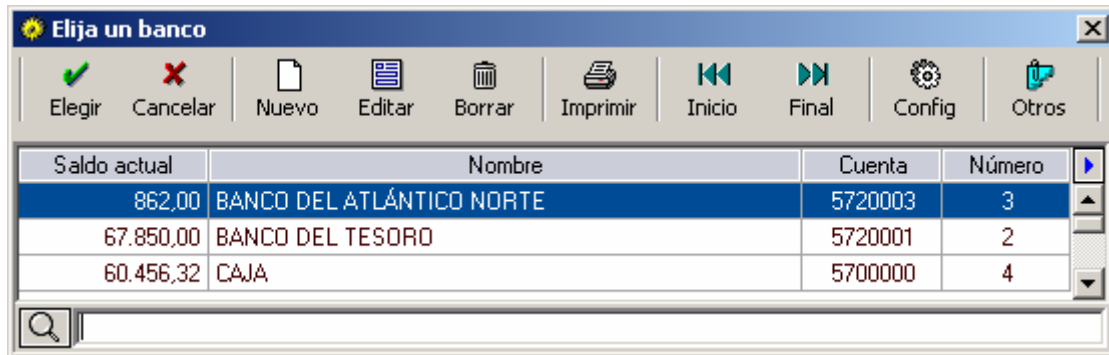 Elija un banco
Elegir Cancelar Nuevo Editar Borrar Imprimir Inicio Final Config Otros
Saldo actual Nombre Cuenta Número
862,00 BANCO DEL ATLÁNTICO NORTE 5720003 3
67.850,00 BANCO DEL TESORO 5720001 2
60.456,32 CAJA 5700000 4